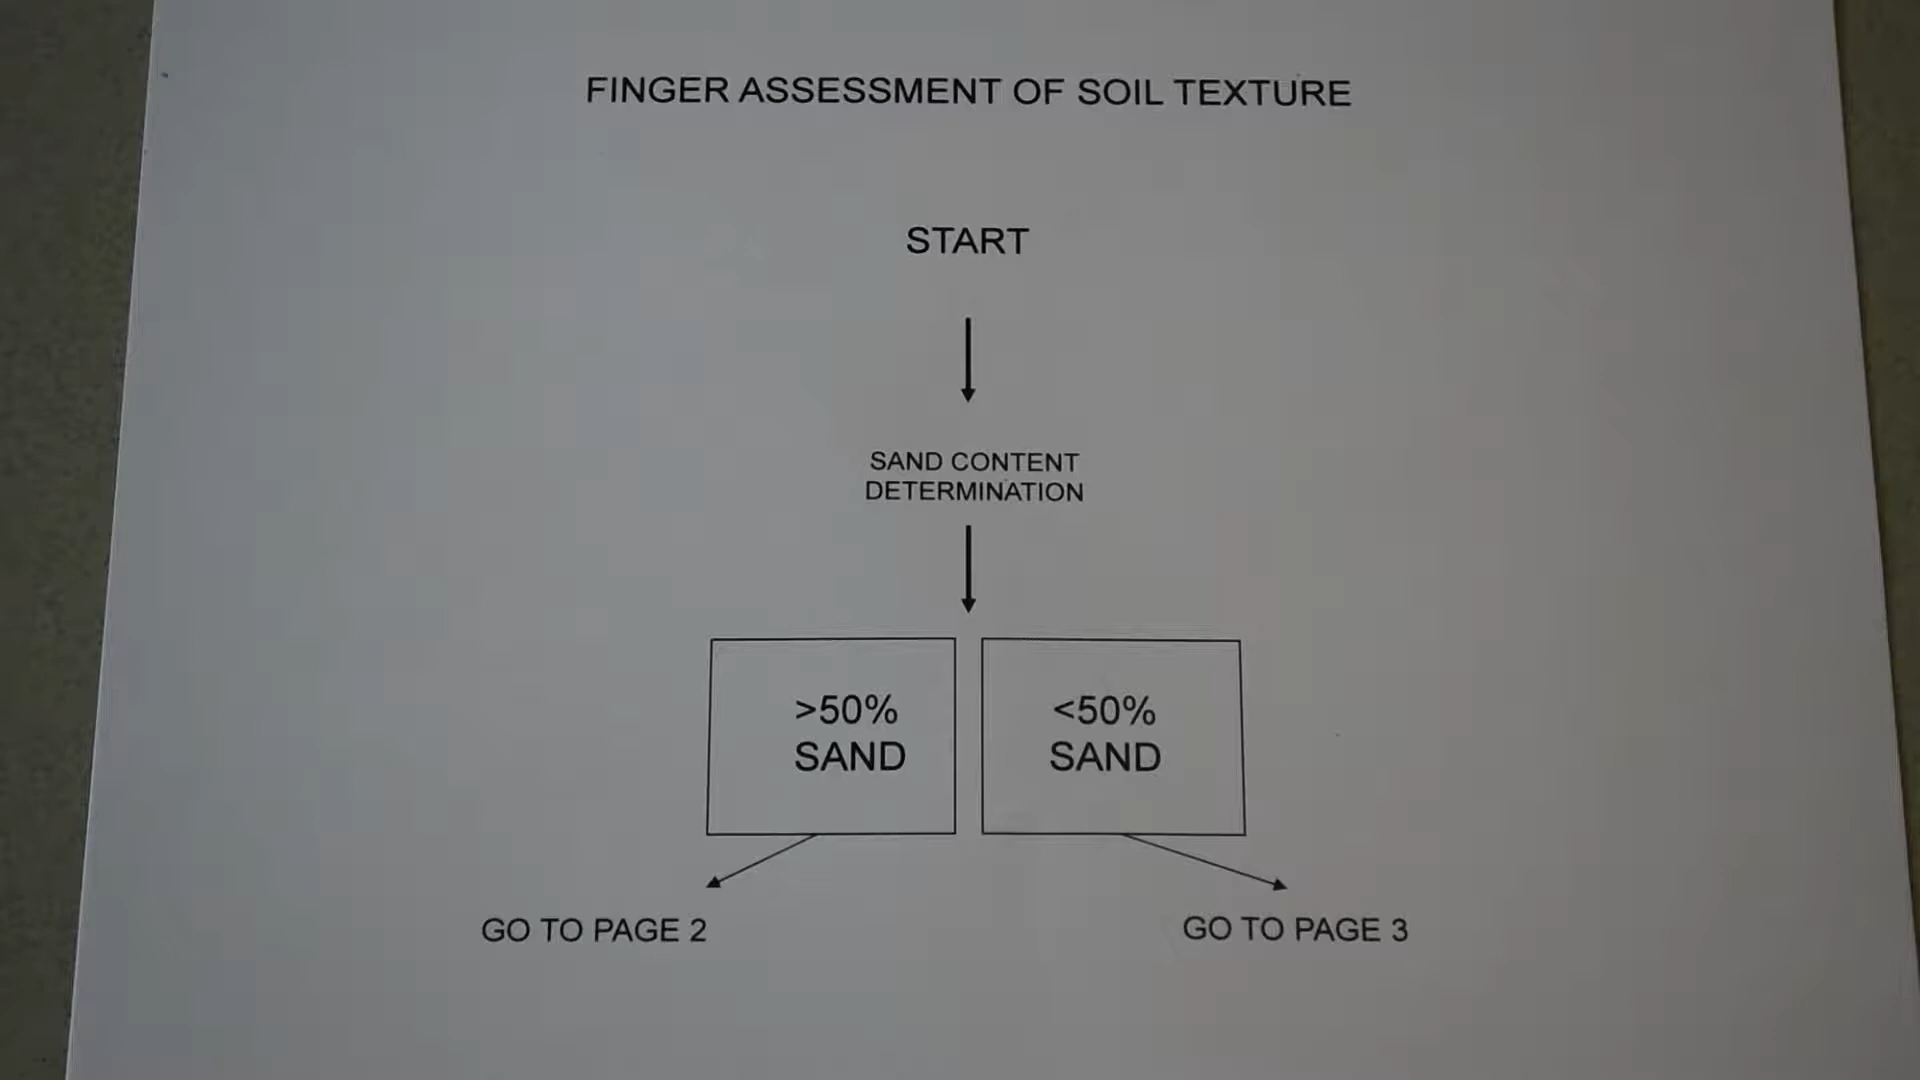 FINGER ASSESSMENT OF SOIL TEXTURE
START
SAND CONTENT
DETERMINATION
>50%
SAND
<50%
SAND
GO TO PAGE 2
GO TO PAGE 3